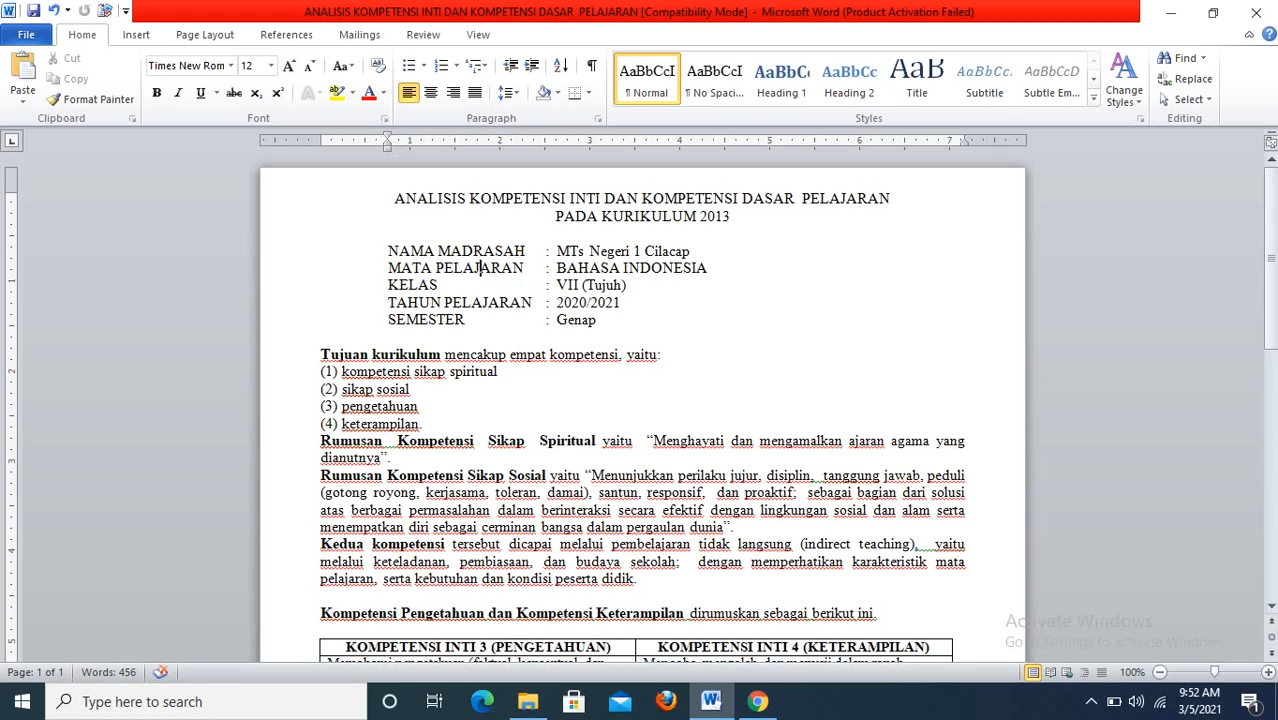 ANALISIS KOMPETENSI INTI DAN KOMPETENSI DASAR  PELAJARAN [Compatibility Mode] - Microsoft Word (Product Activation Failed)
File Home Insert Page Layout References Mailings Review View
Paste Cut Copy Format Painter
Clipboard
Times New Rom 12
Font
Paragraph
AaBbCcI AaBbCcI AaBbC AaBbCc AaB AaBbCcI AaBbCcI
¶ Normal ¶ No Spaci... Heading 1 Heading 2 Title Subtitle Subtle Em...
Change Styles
Styles
Find Replace Select
Editing
ANALISIS KOMPETENSI INTI DAN KOMPETENSI DASAR  PELAJARAN
PADA KURIKULUM 2013
NAMA MADRASAH : MTs Negeri 1 Cilacap
MATA PELAJARAN : BAHASA INDONESIA
KELAS : VII (Tujuh)
TAHUN PELAJARAN : 2020/2021
SEMESTER : Genap
Tujuan kurikulum mencakup empat kompetensi, yaitu:
(1) kompetensi sikap spiritual
(2) sikap sosial
(3) pengetahuan
(4) keterampilan.
Rumusan Kompetensi Sikap Spiritual yaitu “Menghayati dan mengamalkan ajaran agama yang
dianutnya”.
Rumusan Kompetensi Sikap Sosial yaitu “Menunjukkan perilaku jujur, disiplin, tanggung jawab, peduli
(gotong royong, kerjasama, toleran, damai), santun, responsif, dan proaktif; sebagai bagian dari solusi
atas berbagai permasalahan dalam berinteraksi secara efektif dengan lingkungan sosial dan alam serta
menempatkan diri sebagai cerminan bangsa dalam pergaulan dunia”.
Kedua kompetensi tersebut dicapai melalui pembelajaran tidak langsung (indirect teaching), yaitu
melalui keteladanan, pembiasaan, dan budaya sekolah; dengan memperhatikan karakteristik mata
pelajaran, serta kebutuhan dan kondisi peserta didik.
Kompetensi Pengetahuan dan Kompetensi Keterampilan dirumuskan sebagai berikut ini.
KOMPETENSI INTI 3 (PENGETAHUAN) KOMPETENSI INTI 4 (KETERAMPILAN)
Activate Windows
Go to Settings to activate Windows.
Page: 1 of 1 Words: 456 100%
Type here to search
9:52 AM
3/5/2021